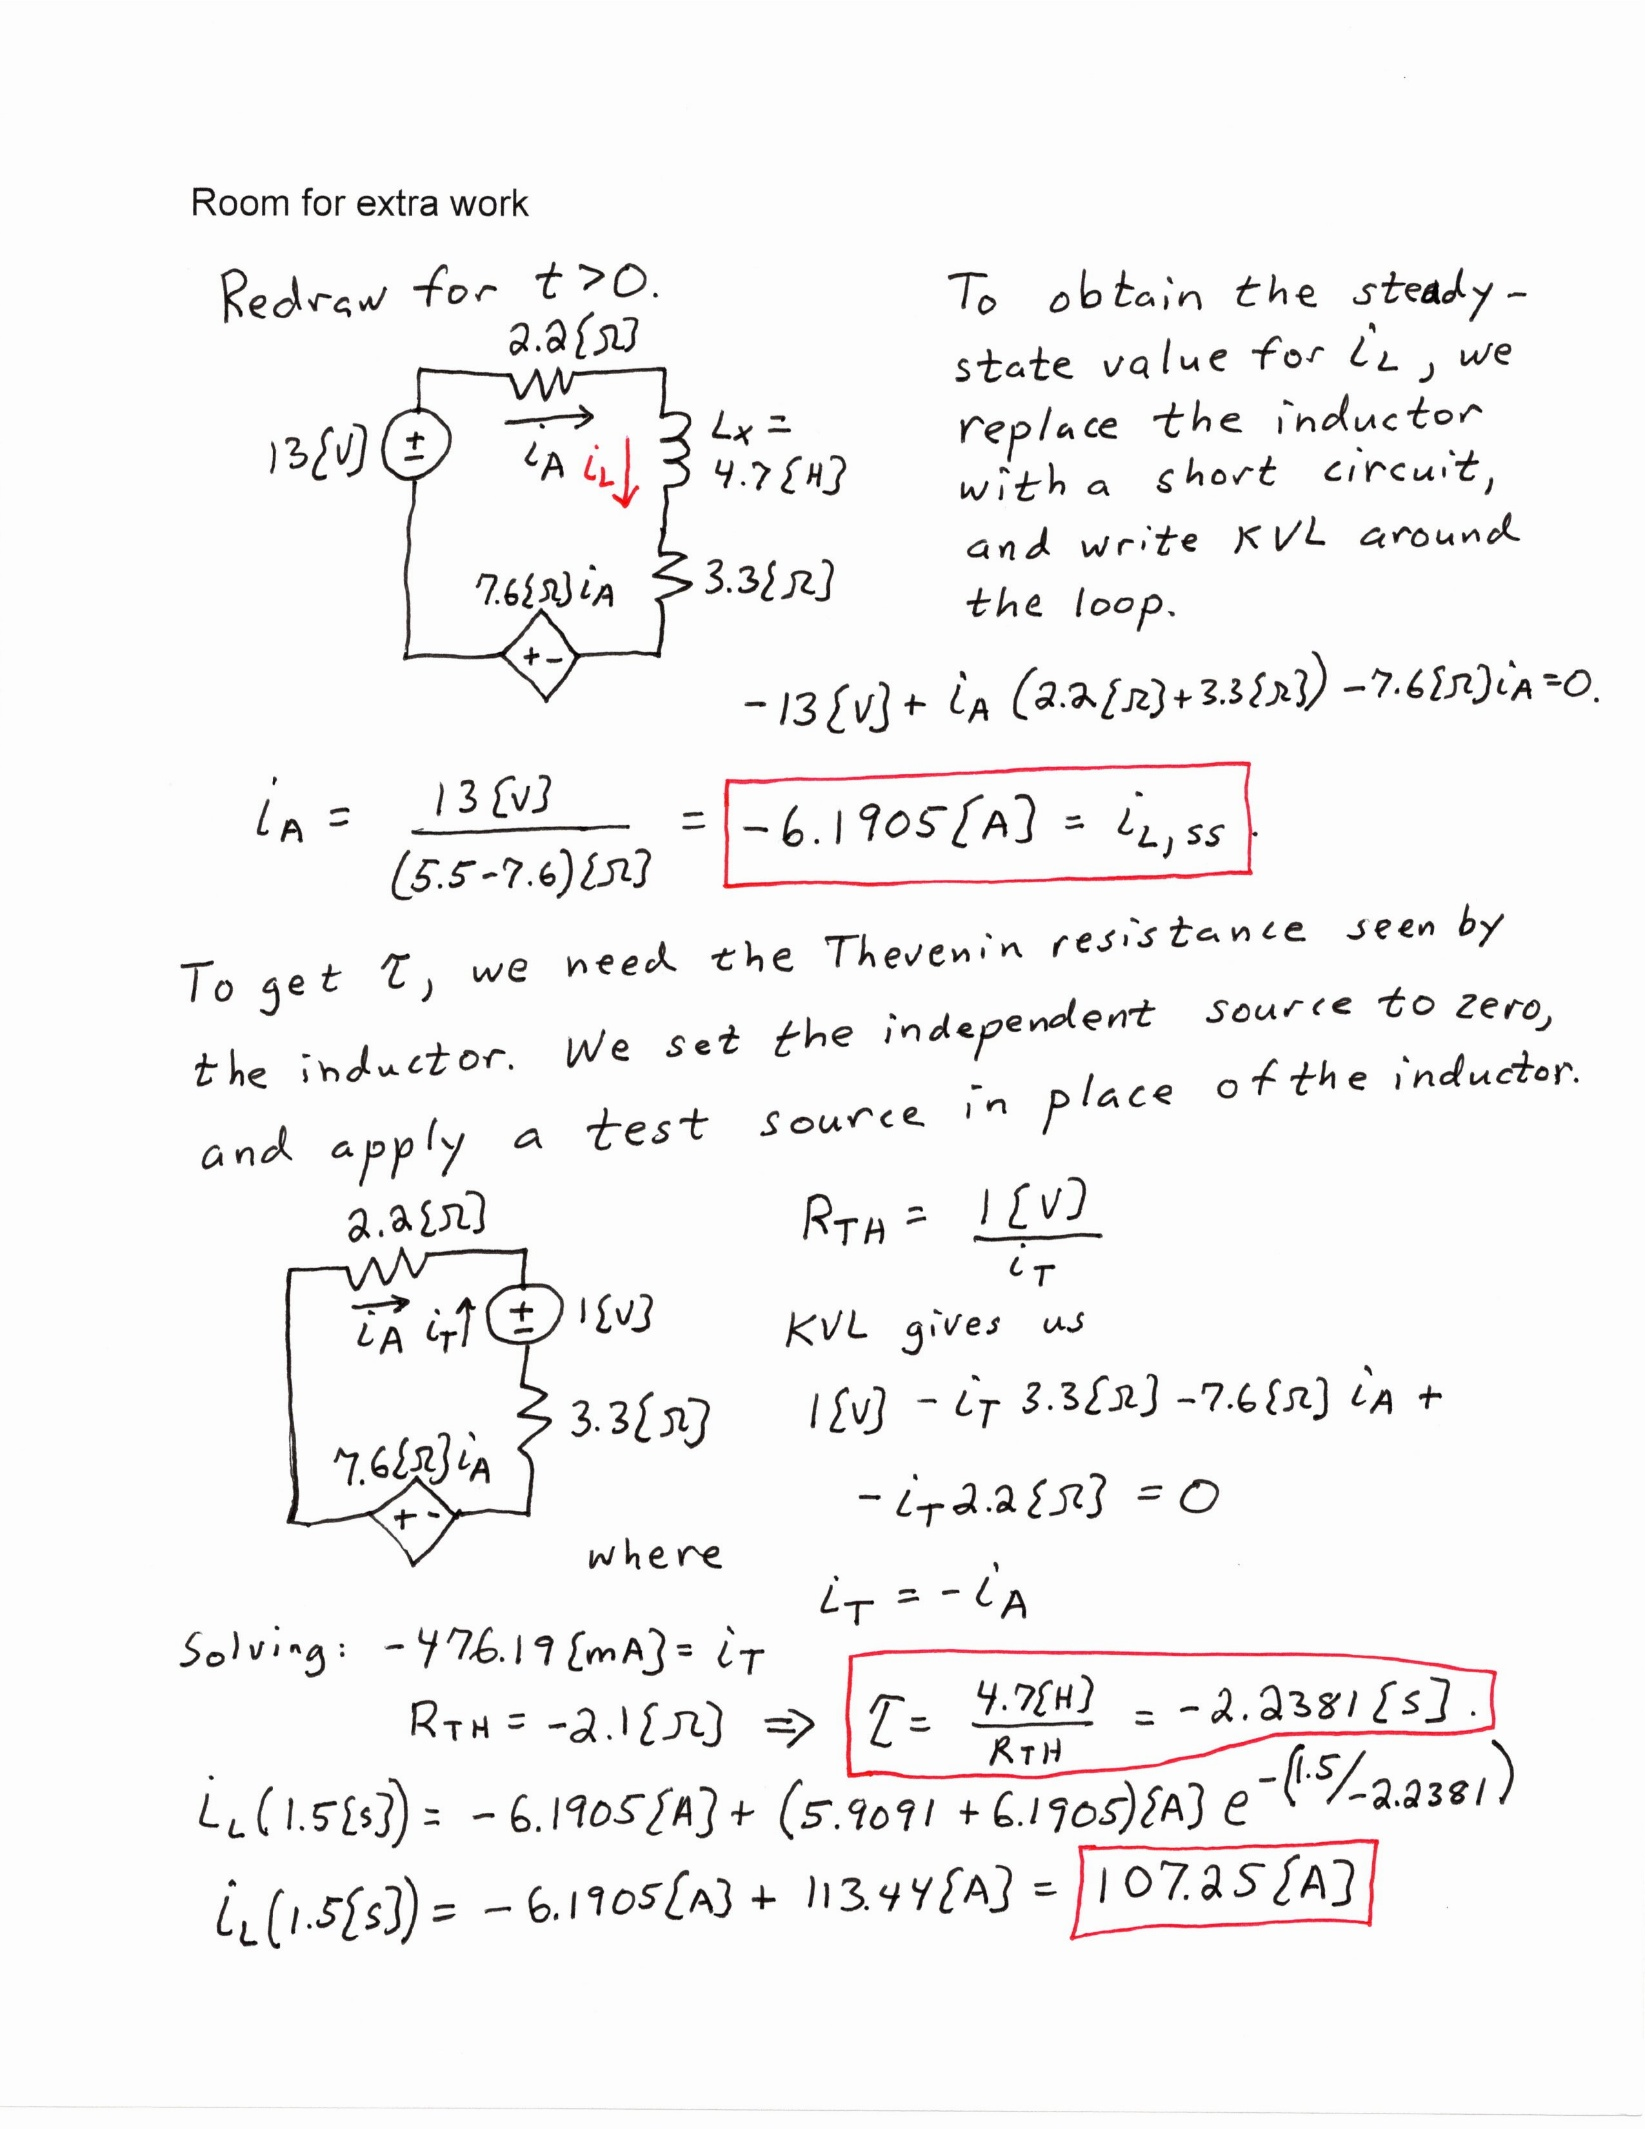 Room for extra work
Redraw for t>0.
2.2{Ω}
13{V}
±
iA
iL
Lx =
4.7{H}
7.6{Ω}iA
3.3{Ω}
+ -
To obtain the steady-
state value for iL, we
replace the inductor
with a short circuit,
and write KVL around
the loop.
-13{V} + iA (2.2{Ω}+3.3{Ω}) -7.6{Ω}iA=0.
iA = 13{V} / (5.5-7.6){Ω} = -6.1905{A} = iL,ss.
To get τ, we need the Thevenin resistance seen by
the inductor. We set the independent source to zero,
and apply a test source in place of the inductor.
2.2{Ω}
iA iT ± 1{V}
3.3{Ω}
7.6{Ω}iA
+ -
RTH = 1{V} / iT
KVL gives us
1{V} - iT 3.3{Ω} -7.6{Ω} iA +
- iT 2.2{Ω} = 0
where
iT = -iA
Solving: -476.19{mA} = iT
RTH = -2.1{Ω} ⇒ τ = 4.7{H} / RTH = -2.2381{s}.
iL(1.5{s}) = -6.1905{A} + (5.9091 +6.1905){A} e-(1.5/-2.2381)
iL(1.5{s}) = -6.1905{A} + 113.44{A} = 107.25{A}